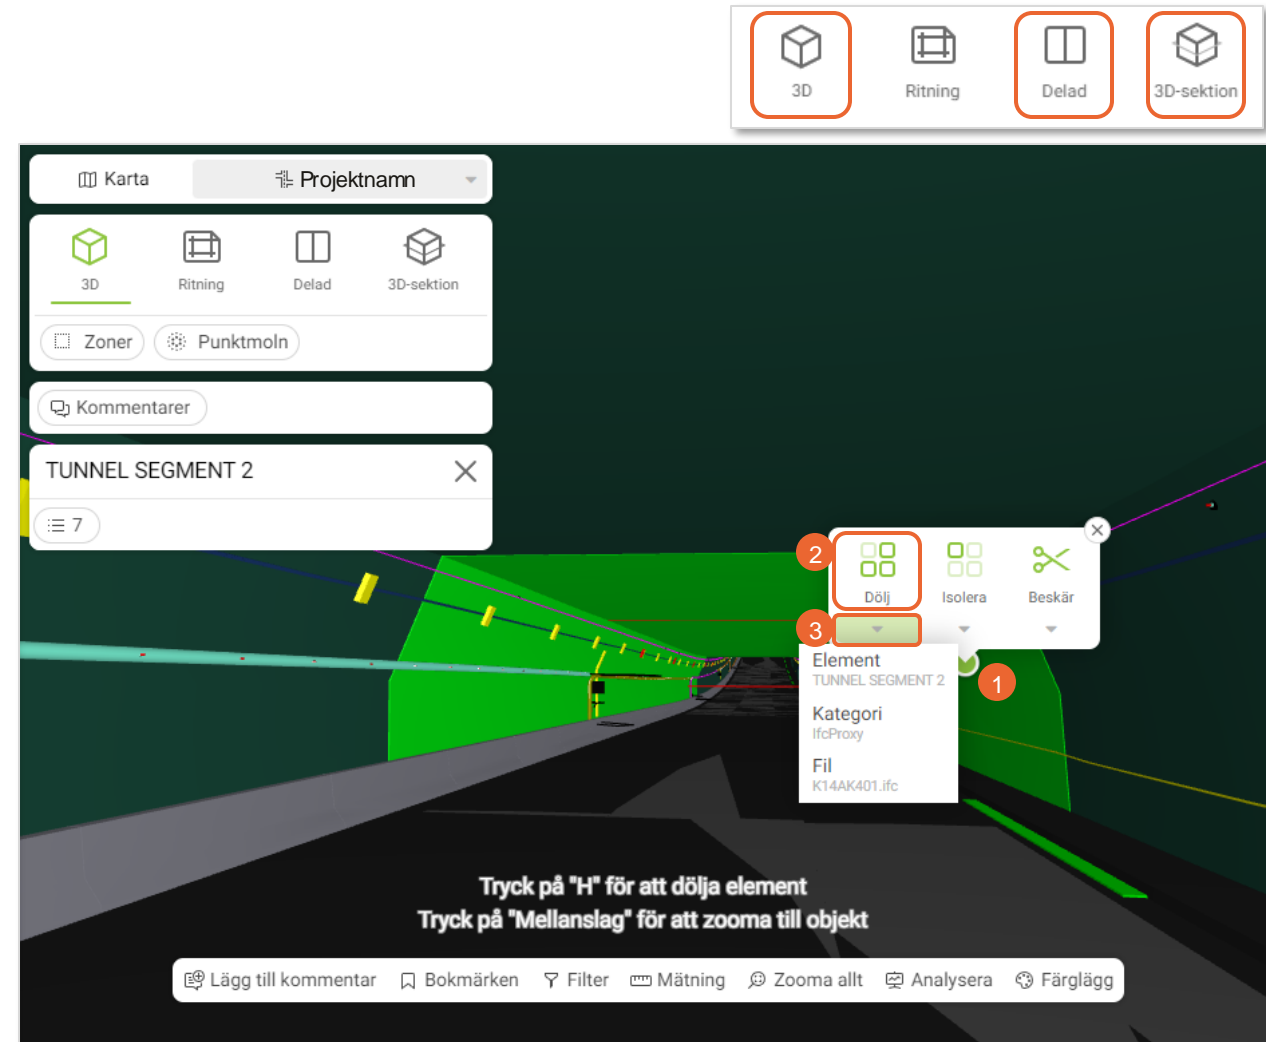 3D
Ritning
Delad
3D-sektion
Karta
Projektnamn
3D
Ritning
Delad
3D-sektion
Zoner
Punktmoln
Kommentarer
TUNNEL SEGMENT 2
7
2
Dölj
Isolera
Beskär
3
Element
TUNNEL SEGMENT 2
1
Kategori
IfcProxy
Fil
K14AK401.ifc
Tryck på "H" för att dölja element
Tryck på "Mellanslag" för att zooma till objekt
Lägg till kommentar
Bokmärken
Filter
Mätning
Zooma allt
Analysera
Färglägg